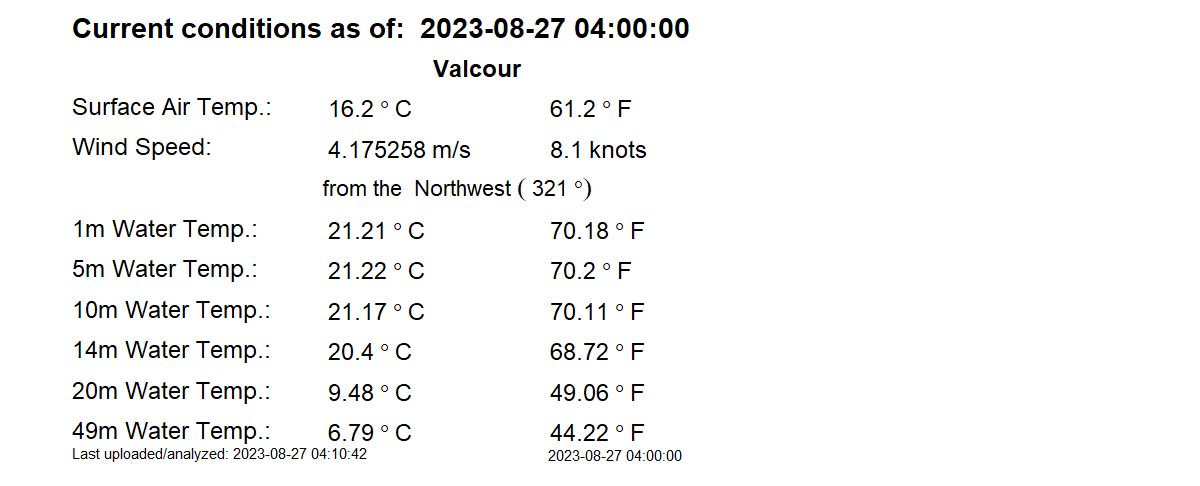 Current conditions as of:  2023-08-27 04:00:00
Valcour
Surface Air Temp.: 16.2 ° C 61.2 ° F
Wind Speed: 4.175258 m/s 8.1 knots
from the  Northwest ( 321 °)
1m Water Temp.: 21.21 ° C 70.18 ° F
5m Water Temp.: 21.22 ° C 70.2 ° F
10m Water Temp.: 21.17 ° C 70.11 ° F
14m Water Temp.: 20.4 ° C 68.72 ° F
20m Water Temp.: 9.48 ° C 49.06 ° F
49m Water Temp.: 6.79 ° C 44.22 ° F
Last uploaded/analyzed: 2023-08-27 04:10:42 2023-08-27 04:00:00